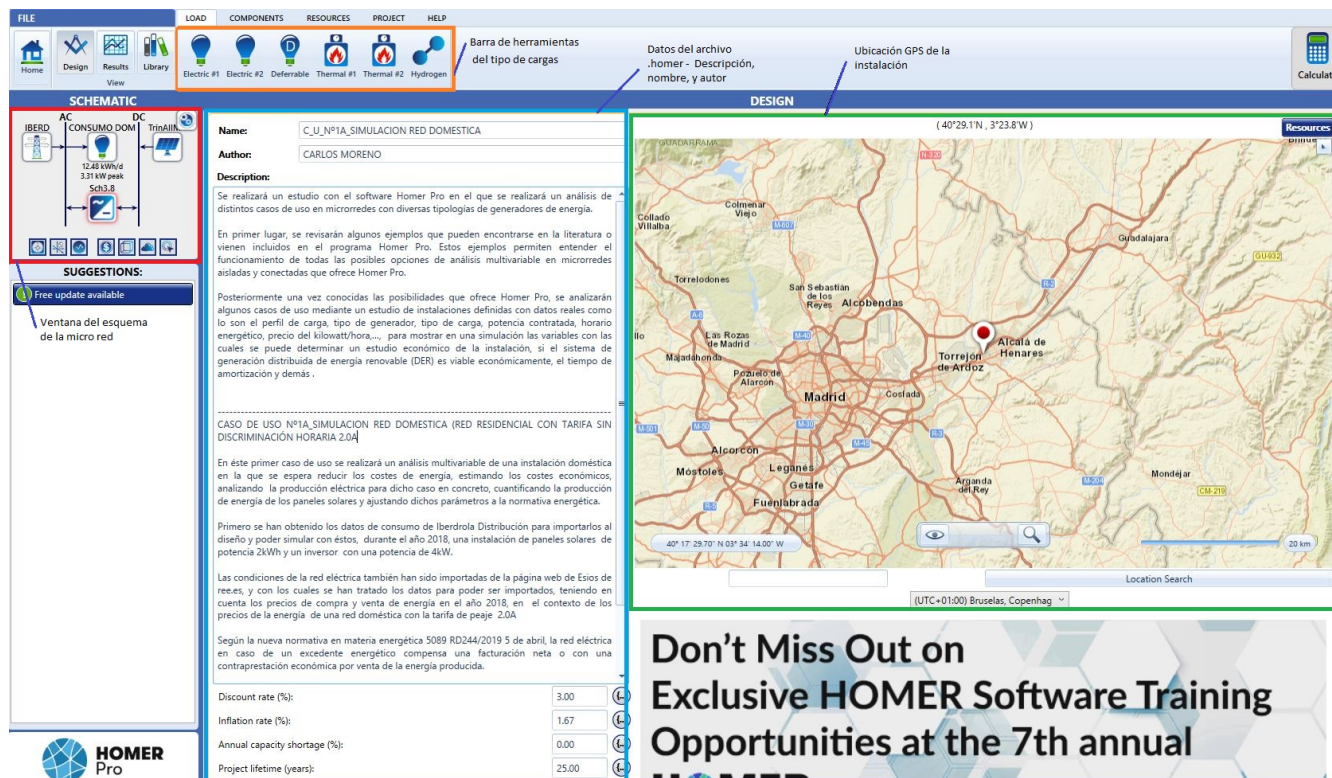 FILE
LOAD COMPONENTS RESOURCES PROJECT HELP
Home
Design
Results
Library
View
Electric #1
Electric #2
Deferrable
Thermal #1
Thermal #2
Hydrogen
Barra de herramientas
del tipo de cargas
Datos del archivo
.homer - Descripción,
nombre, y autor
Ubicación GPS de la
instalación
SCHEMATIC
DESIGN
AC
DC
IBERD
CONSUMO DOM
12.48 kWh/d
3.31 kW peak
Sch3.8
SUGGESTIONS:
Free update available
Ventana del esquema
de la micro red
HOMER
Pro
Name: C_U_Nº1A_SIMULACION RED DOMESTICA
Author: CARLOS MORENO
Description:
Se realizará un estudio con el software Homer Pro en el que se realizará un análisis de
distintos casos de uso en microrredes con diversas tipologías de generadores de energía.
En primer lugar, se revisarán algunos ejemplos que pueden encontrarse en la literatura o
vienen incluidos en el programa Homer Pro. Estos ejemplos permiten entender el
funcionamiento de todas las posibles opciones de análisis multivariable en microrredes
aisladas y conectadas que ofrece Homer Pro.
Posteriormente una vez conocidas las posibilidades que ofrece Homer Pro, se analizarán
algunos casos de uso mediante un estudio de instalaciones definidas con datos reales como
lo son el perfil de carga, tipo de generador, tipo de carga, potencia contratada, horario
energético, precio del kilowatt/hora,..., para mostrar en una simulación las variables con las
cuales se puede determinar un estudio económico de la instalación, si el sistema de
generación distribuida de energía renovable (DER) es viable económicamente, el tiempo de
amortización y demás .
CASO DE USO Nº1A_SIMULACION RED DOMESTICA (RED RESIDENCIAL CON TARIFA SIN
DISCRIMINACIÓN HORARIA 2.0A
En éste primer caso de uso se realizará un análisis multivariable de una instalación doméstica
en la que se espera reducir los costes de energía, estimando los costes económicos,
analizando la producción eléctrica para dicho caso en concreto, cuantificando la producción
de energía de los paneles solares y ajustando dichos parámetros a la normativa energética.
Primero se han obtenido los datos de consumo de Iberdrola Distribución para importarlos al
diseño y poder simular con éstos, durante el año 2018, una instalación de paneles solares de
potencia 2kWh y un inversor con una potencia de 4kW.
Las condiciones de la red eléctrica también han sido importadas de la página web de Esios de
ree.es, y con los cuales se han tratado los datos para poder ser importados, teniendo en
cuenta los precios de compra y venta de energía en el año 2018, en el contexto de los
precios de la energía de una red doméstica con la tarifa de peaje 2.0A
Según la nueva normativa en materia energética 5089 RD244/2019 5 de abril, la red eléctrica
en caso de un excedente energético compensa una facturación neta o con una
contraprestación económica por venta de la energía producida.
Discount rate (%): 3.00
Inflation rate (%): 1.67
Annual capacity shortage (%): 0.00
Project lifetime (years): 25.00
( 40°29.1'N , 3°23.8'W )
Resources
GUADARRAMA
N-320
Colmenar
Viejo
Collado
Villalba
M-607
Guadalajara
GU-932
Torrelodones
San Sebastián
de los
Reyes
Alcobendas
R-2
A-6
Las Rozas
de Madrid
M-40
Majadahonda
Alcalá de
Henares
Torrejón
de Ardoz
Pozuelo de
Alarcón
Madrid
Coslada
M-501
M-50
M-30
R-3
M-45
Alcorcón
Móstoles
Leganés
Getafe
Fuenlabrada
R-5
Arganda
del Rey
M-204
Mondéjar
CM-219
40° 17' 29.70" N 03° 34' 14.00" W
20 km
Location Search
(UTC+01:00) Bruselas, Copenhag
Don't Miss Out on
Exclusive HOMER Software Training
Opportunities at the 7th annual
HOMER